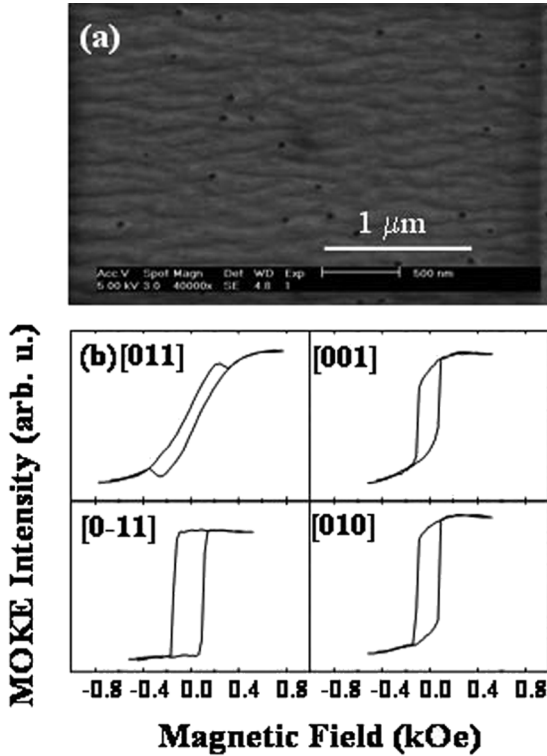 (a)
1 μm
Acc.V Spot Magn Det WD Exp 500 nm
5.00 kV 3.0 40000x SE 4.8 1
(b) [011] [001]
[0-11] [010]
MOKE Intensity (arb. u.)
-0.8 -0.4 0.0 0.4 0.8 -0.8 -0.4 0.0 0.4 0.8
Magnetic Field (kOe)